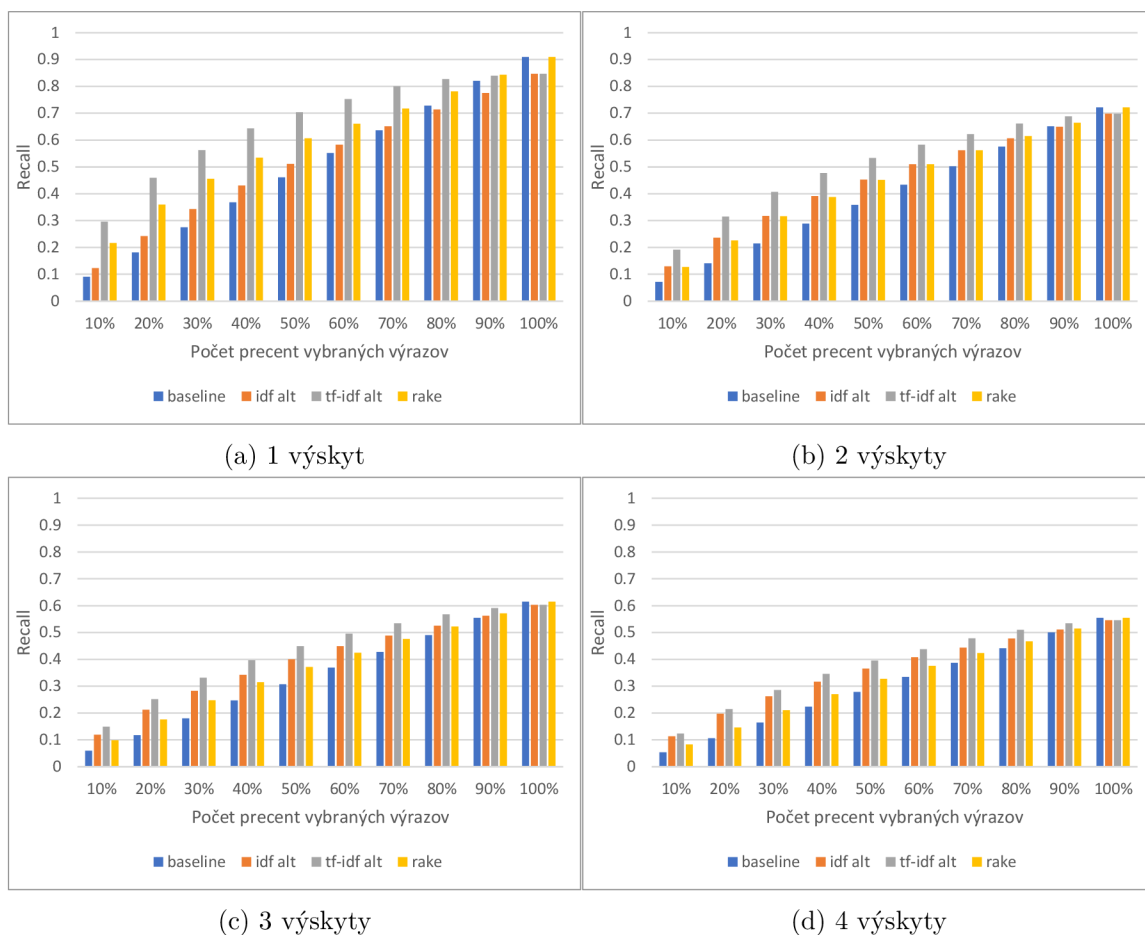 1
0.9
0.8
0.7
0.6
0.5
0.4
0.3
0.2
0.1
0
Recall
10% 20% 30% 40% 50% 60% 70% 80% 90% 100%
Počet precent vybraných výrazov
baseline idf alt tf-idf alt rake
(a) 1 výskyt
1
0.9
0.8
0.7
0.6
0.5
0.4
0.3
0.2
0.1
0
Recall
10% 20% 30% 40% 50% 60% 70% 80% 90% 100%
Počet precent vybraných výrazov
baseline idf alt tf-idf alt rake
(b) 2 výskyty
1
0.9
0.8
0.7
0.6
0.5
0.4
0.3
0.2
0.1
0
Recall
10% 20% 30% 40% 50% 60% 70% 80% 90% 100%
Počet precent vybraných výrazov
baseline idf alt tf-idf alt rake
(c) 3 výskyty
1
0.9
0.8
0.7
0.6
0.5
0.4
0.3
0.2
0.1
0
Recall
10% 20% 30% 40% 50% 60% 70% 80% 90% 100%
Počet precent vybraných výrazov
baseline idf alt tf-idf alt rake
(d) 4 výskyty